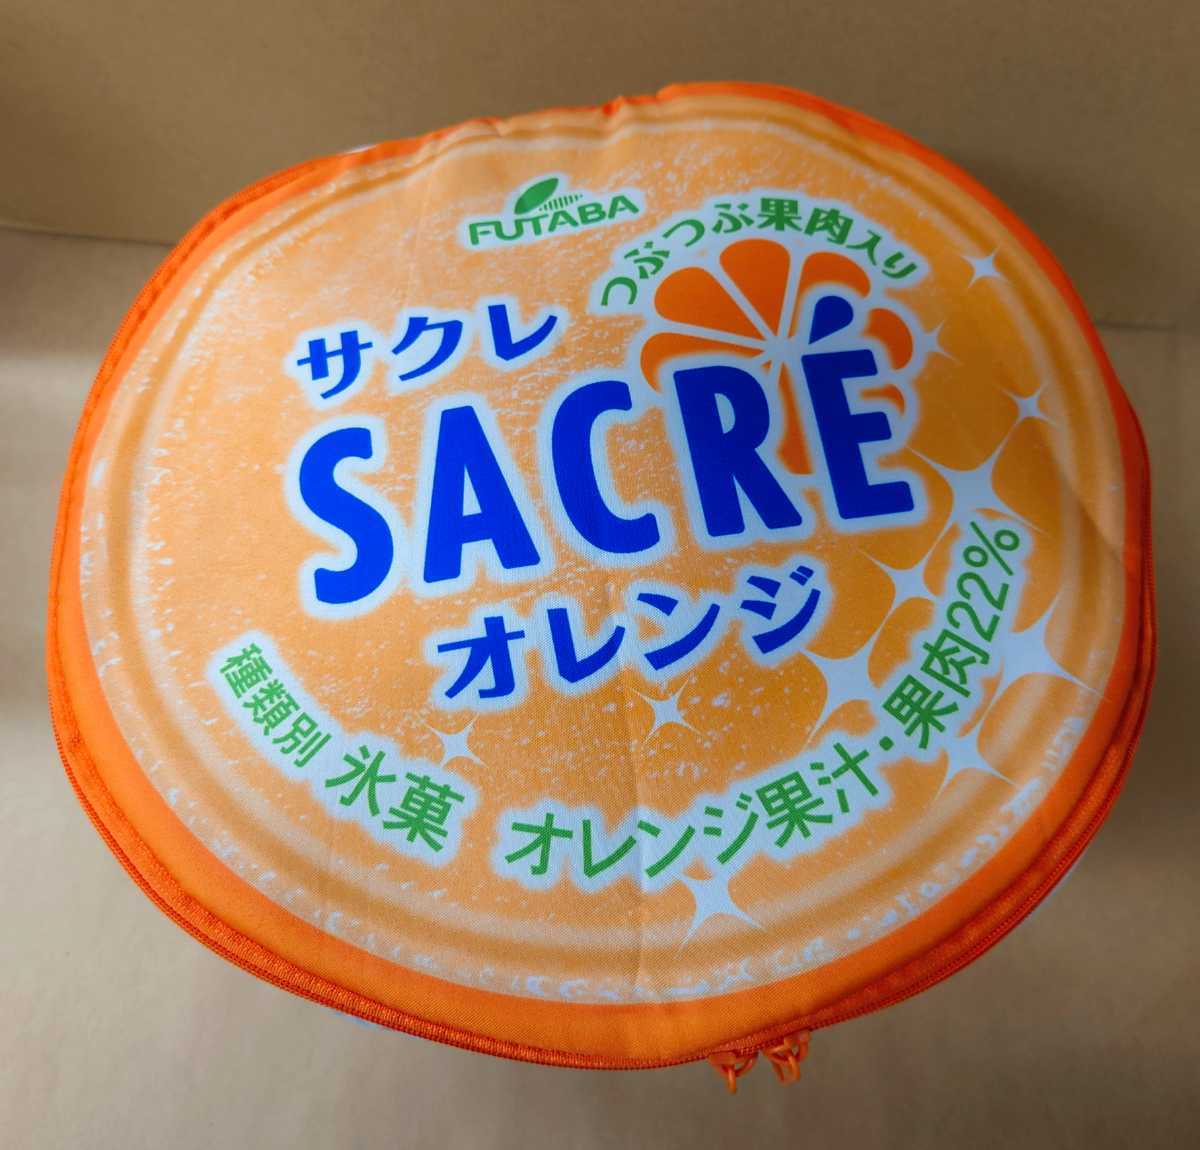 FUTABA
つぶつぶ果肉入り
サクレ
SACRÉ
オレンジ
種類別 氷菓
オレンジ果汁・果肉22%